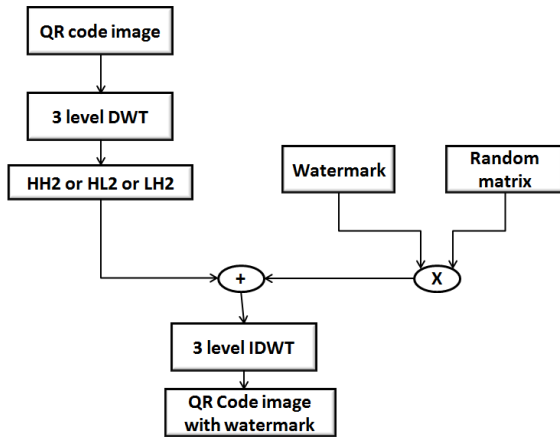 QR code image
3 level DWT
HH2 or HL2 or LH2
Watermark
Random
matrix
+
X
3 level IDWT
QR Code image
with watermark